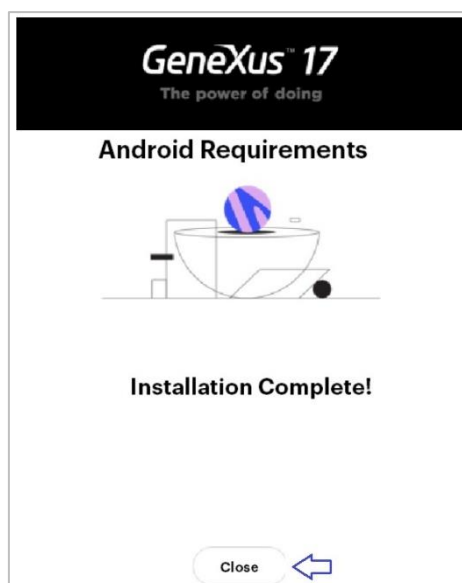 GeneXus™ 17
The power of doing
Android Requirements
Installation Complete!
Close